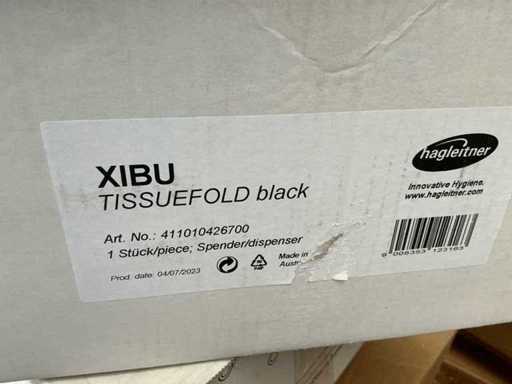 XIBU
TISSUEFOLD black
Art. No.: 411010426700
1 Stück/piece; Spender/dispenser
Prod. date: 04/07/2023
Made in
hagleitner
Innovative Hygiene.
www.hagleitner.com